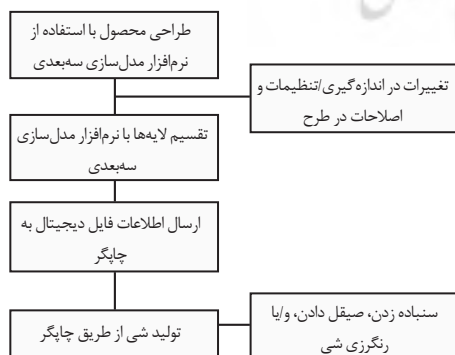 طراحی محصول با استفاده از
نرم‌افزار مدل‌سازی سه‌بعدی
تغییرات در اندازه‌گیری/تنظیمات و
اصلاحات در طرح
تقسیم لایه‌ها با نرم‌افزار مدل‌سازی
سه‌بعدی
ارسال اطلاعات فایل دیجیتال به
چاپگر
تولید شی از طریق چاپگر
سنباده زدن، صیقل دادن، و/یا
رنگرزی شی